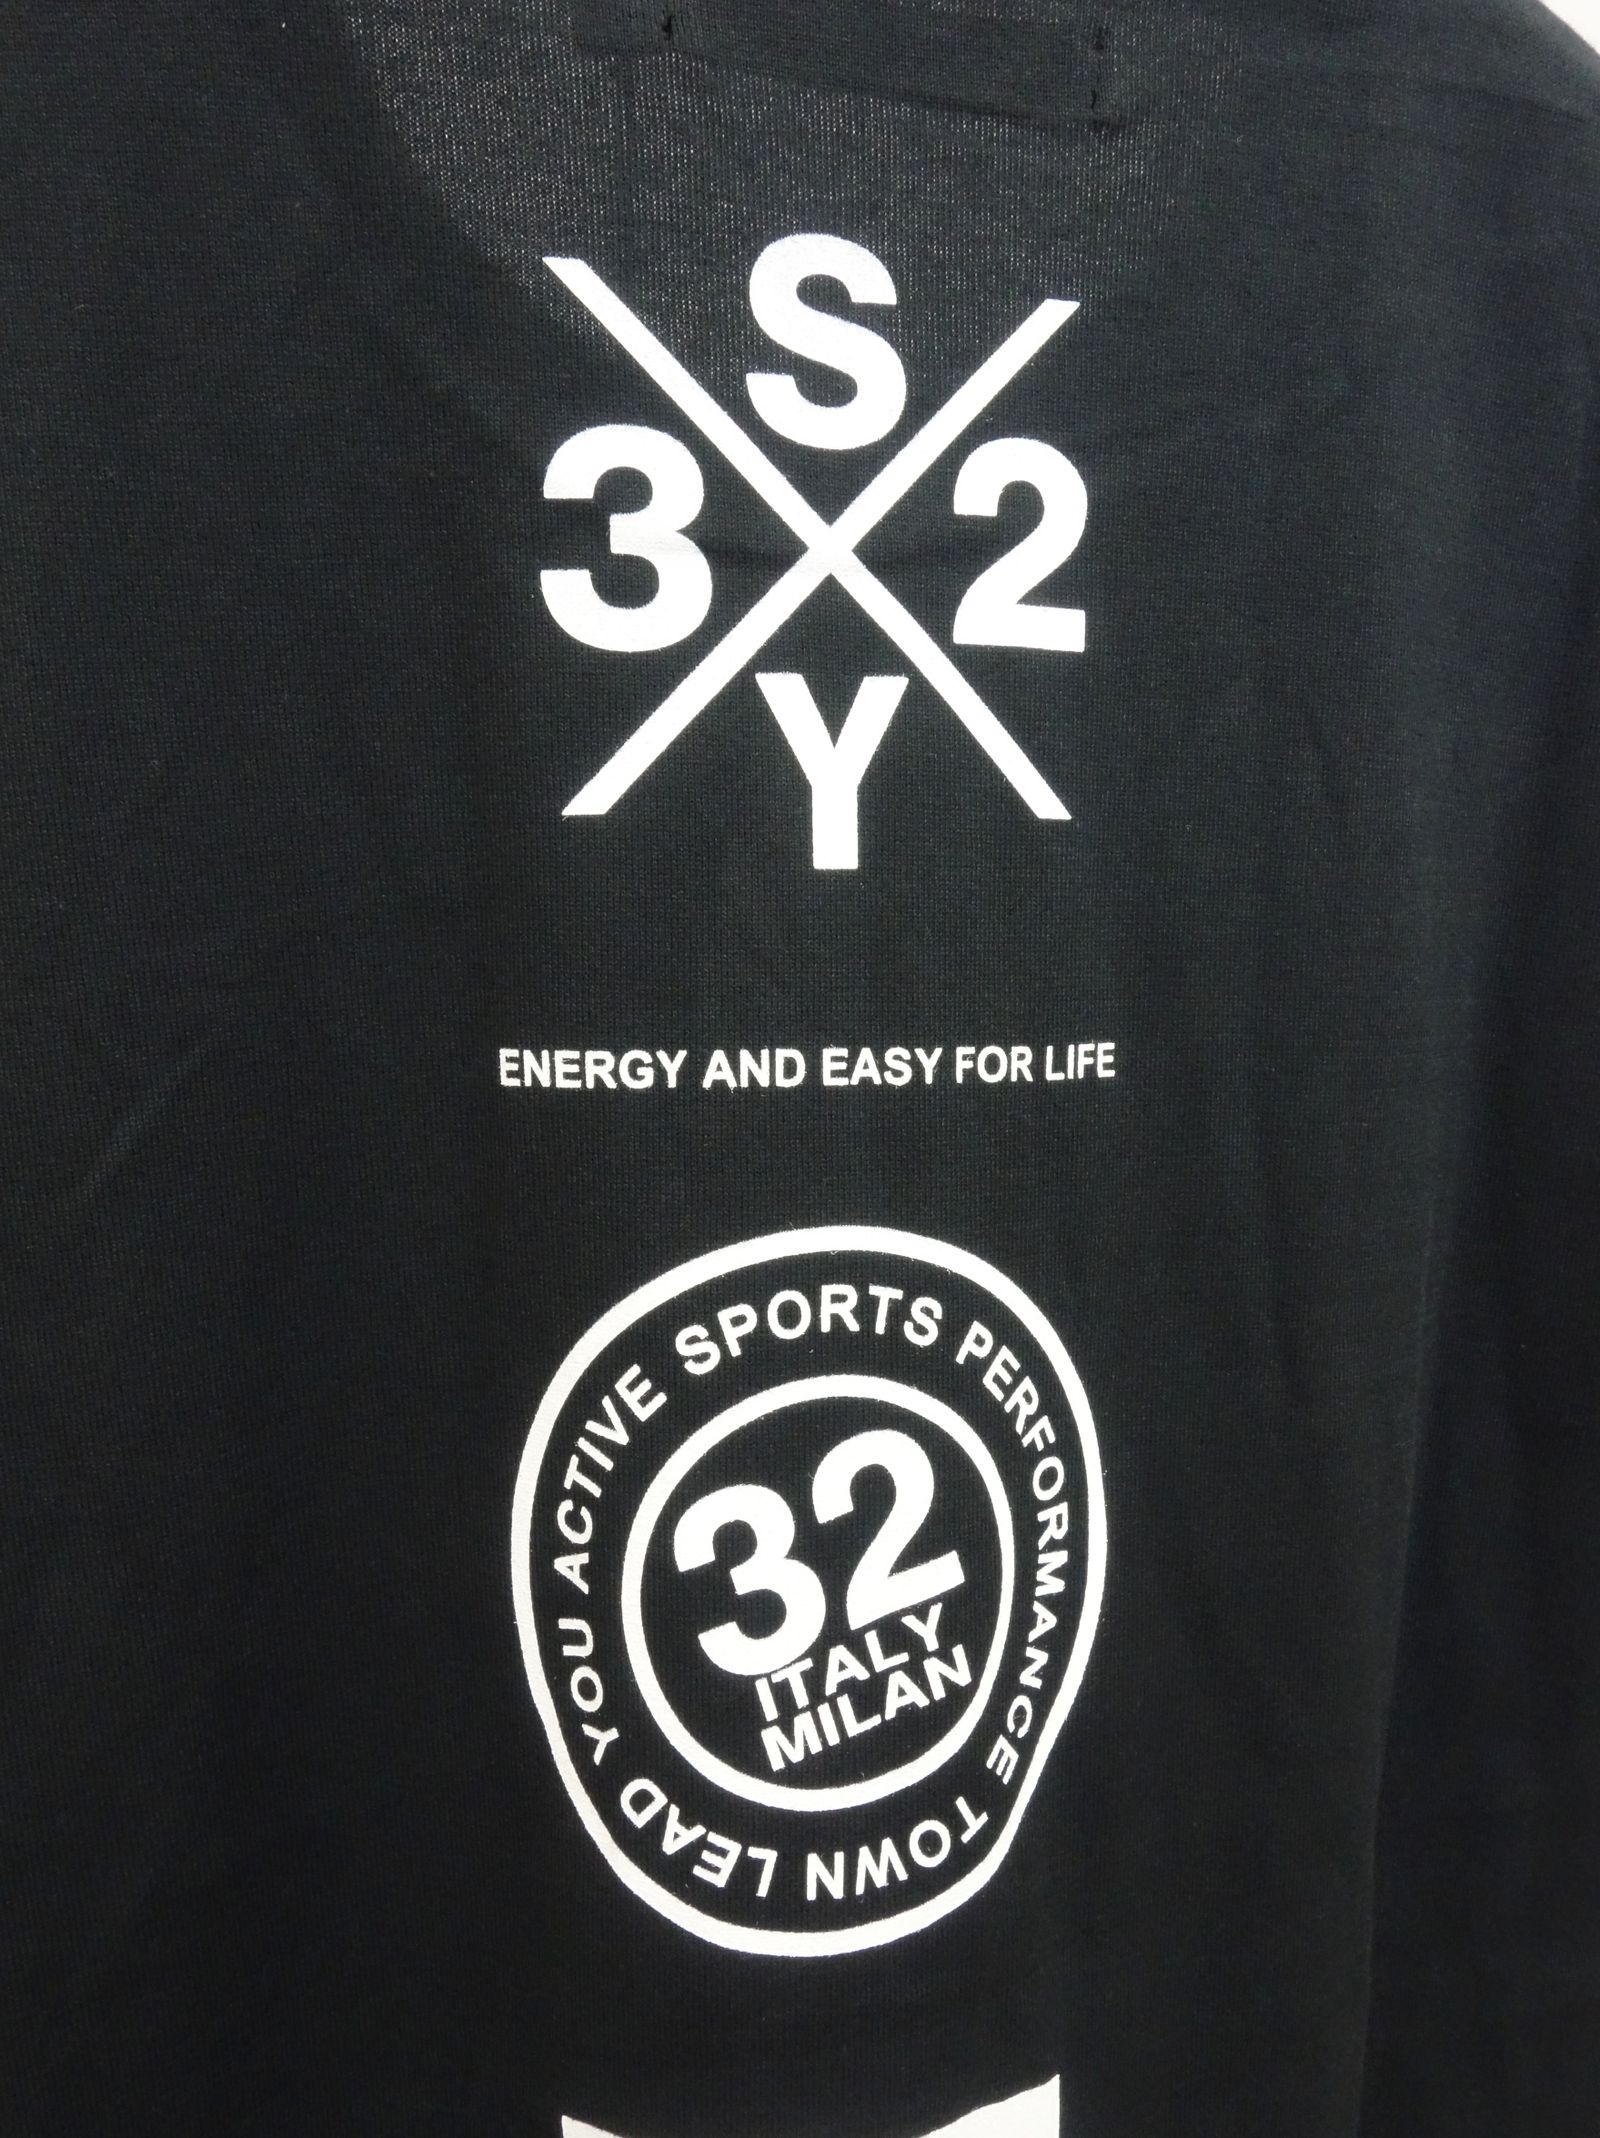 S
3 2
Y
ENERGY AND EASY FOR LIFE
YOU ACTIVE SPORTS PERFORMANCE TOWN LEAD
32
ITALY
MILAN